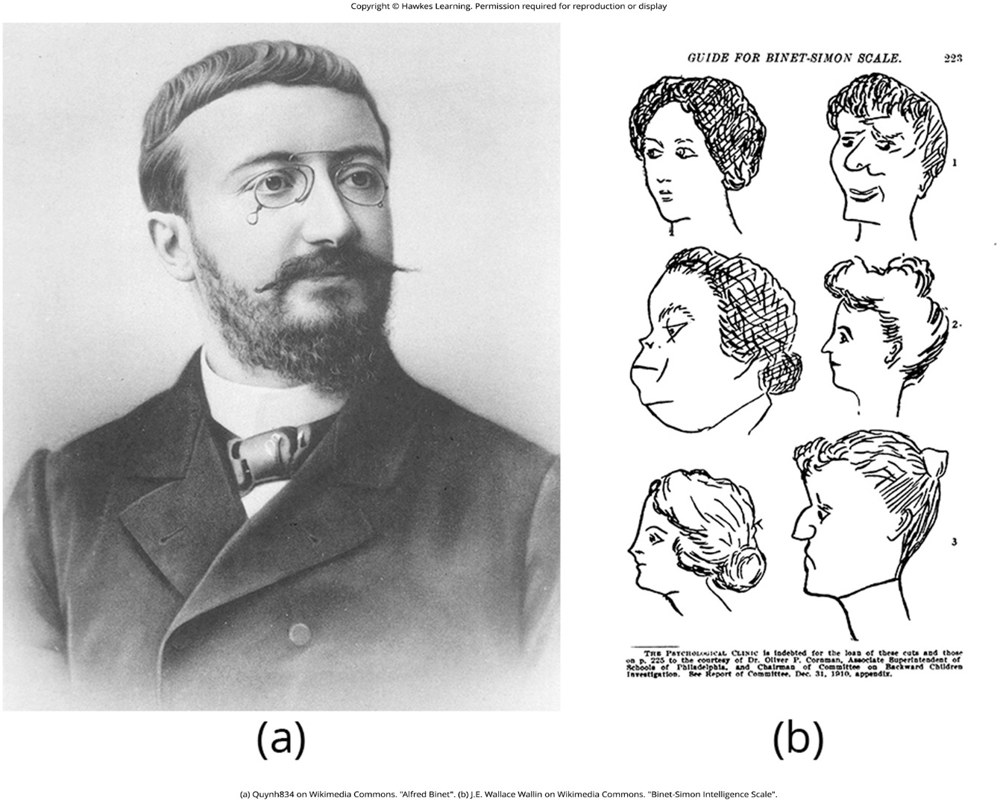 Copyright © Hawkes Learning. Permission required for reproduction or display
GUIDE FOR BINET-SIMON SCALE. 223
1
2.
3
THE PSYCHOLOGICAL CLINIC is indebted for the loan of these cuts and those
on p. 225 to the courtesy of Dr. Oliver P. Cornman, Associate Superintendent of
Schools of Philadelphia, and Chairman of Committee on Backward Children
Investigation. See Report of Committee, Dec. 31, 1910, appendix.
(a) (b)
(a) Quynh834 on Wikimedia Commons. "Alfred Binet". (b) J.E. Wallace Wallin on Wikimedia Commons. "Binet-Simon Intelligence Scale".